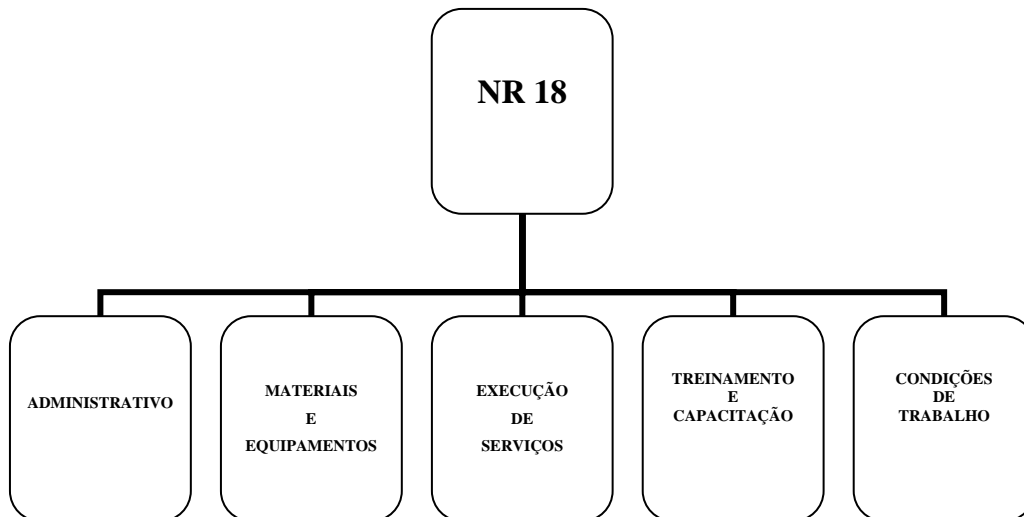 NR 18
ADMINISTRATIVO
MATERIAIS
E
EQUIPAMENTOS
EXECUÇÃO
DE
SERVIÇOS
TREINAMENTO
E
CAPACITAÇÃO
CONDIÇÕES
DE
TRABALHO